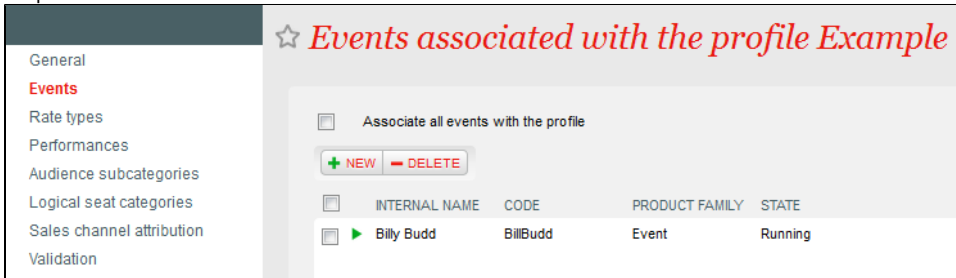 Events associated with the profile Example
General
Events
Rate types
Performances
Audience subcategories
Logical seat categories
Sales channel attribution
Validation
Associate all events with the profile
NEW DELETE
INTERNAL NAME CODE PRODUCT FAMILY STATE
Billy Budd BillBudd Event Running